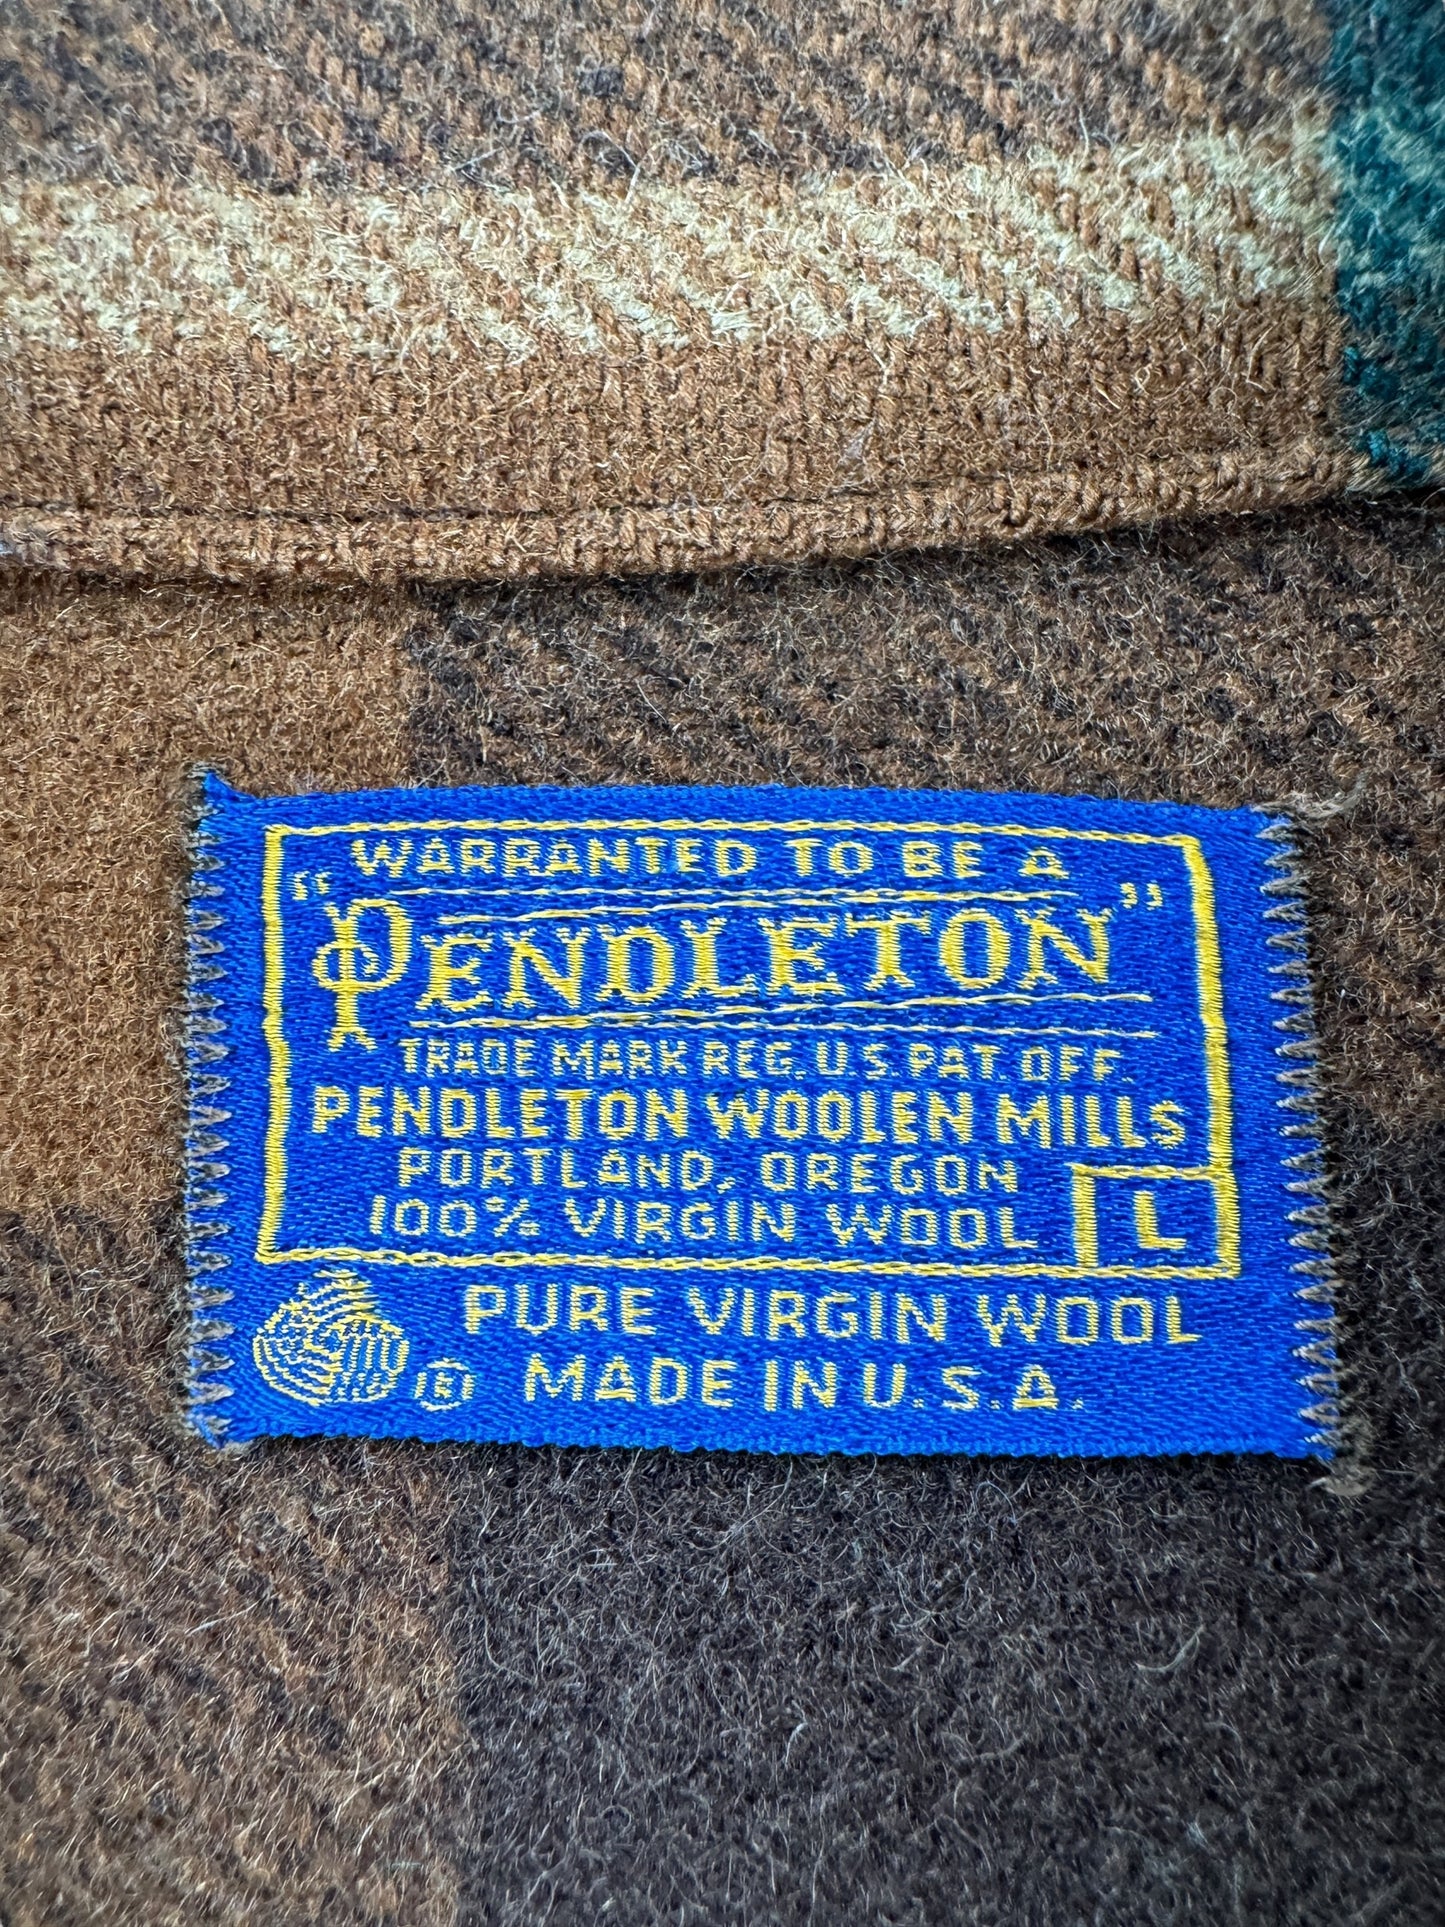 WARRANTED TO BE A
"PENDLETON"
TRADE MARK REG. U.S. PAT. OFF.
PENDLETON WOOLEN MILLS
PORTLAND, OREGON
100% VIRGIN WOOL L
PURE VIRGIN WOOL
® MADE IN U.S.A.